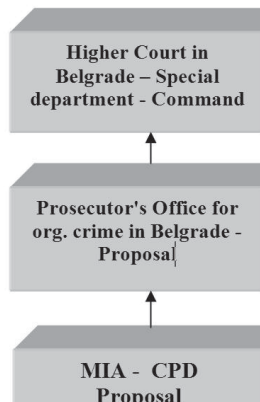 Higher Court in
Belgrade – Special
department - Command
Prosecutor's Office for
org. crime in Belgrade -
Proposal
MIA - CPD
Proposal